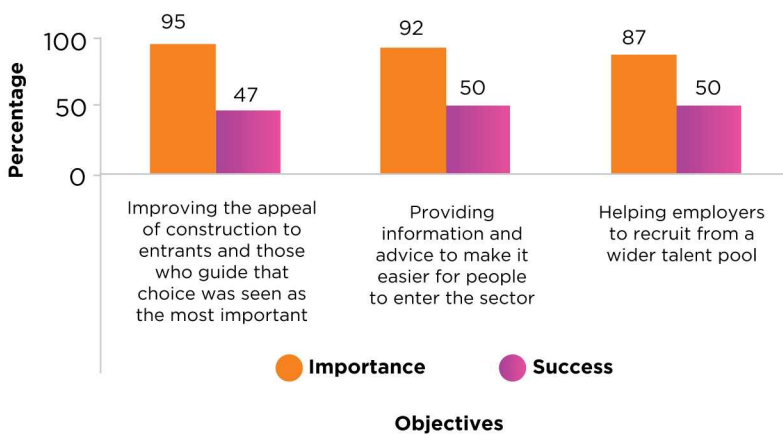 95
92
87
100
47
50
50
50
0
Percentage
Improving the appeal
of construction to
entrants and those
who guide that
choice was seen as
the most important
Providing
information and
advice to make it
easier for people
to enter the sector
Helping employers
to recruit from a
wider talent pool
Importance
Success
Objectives